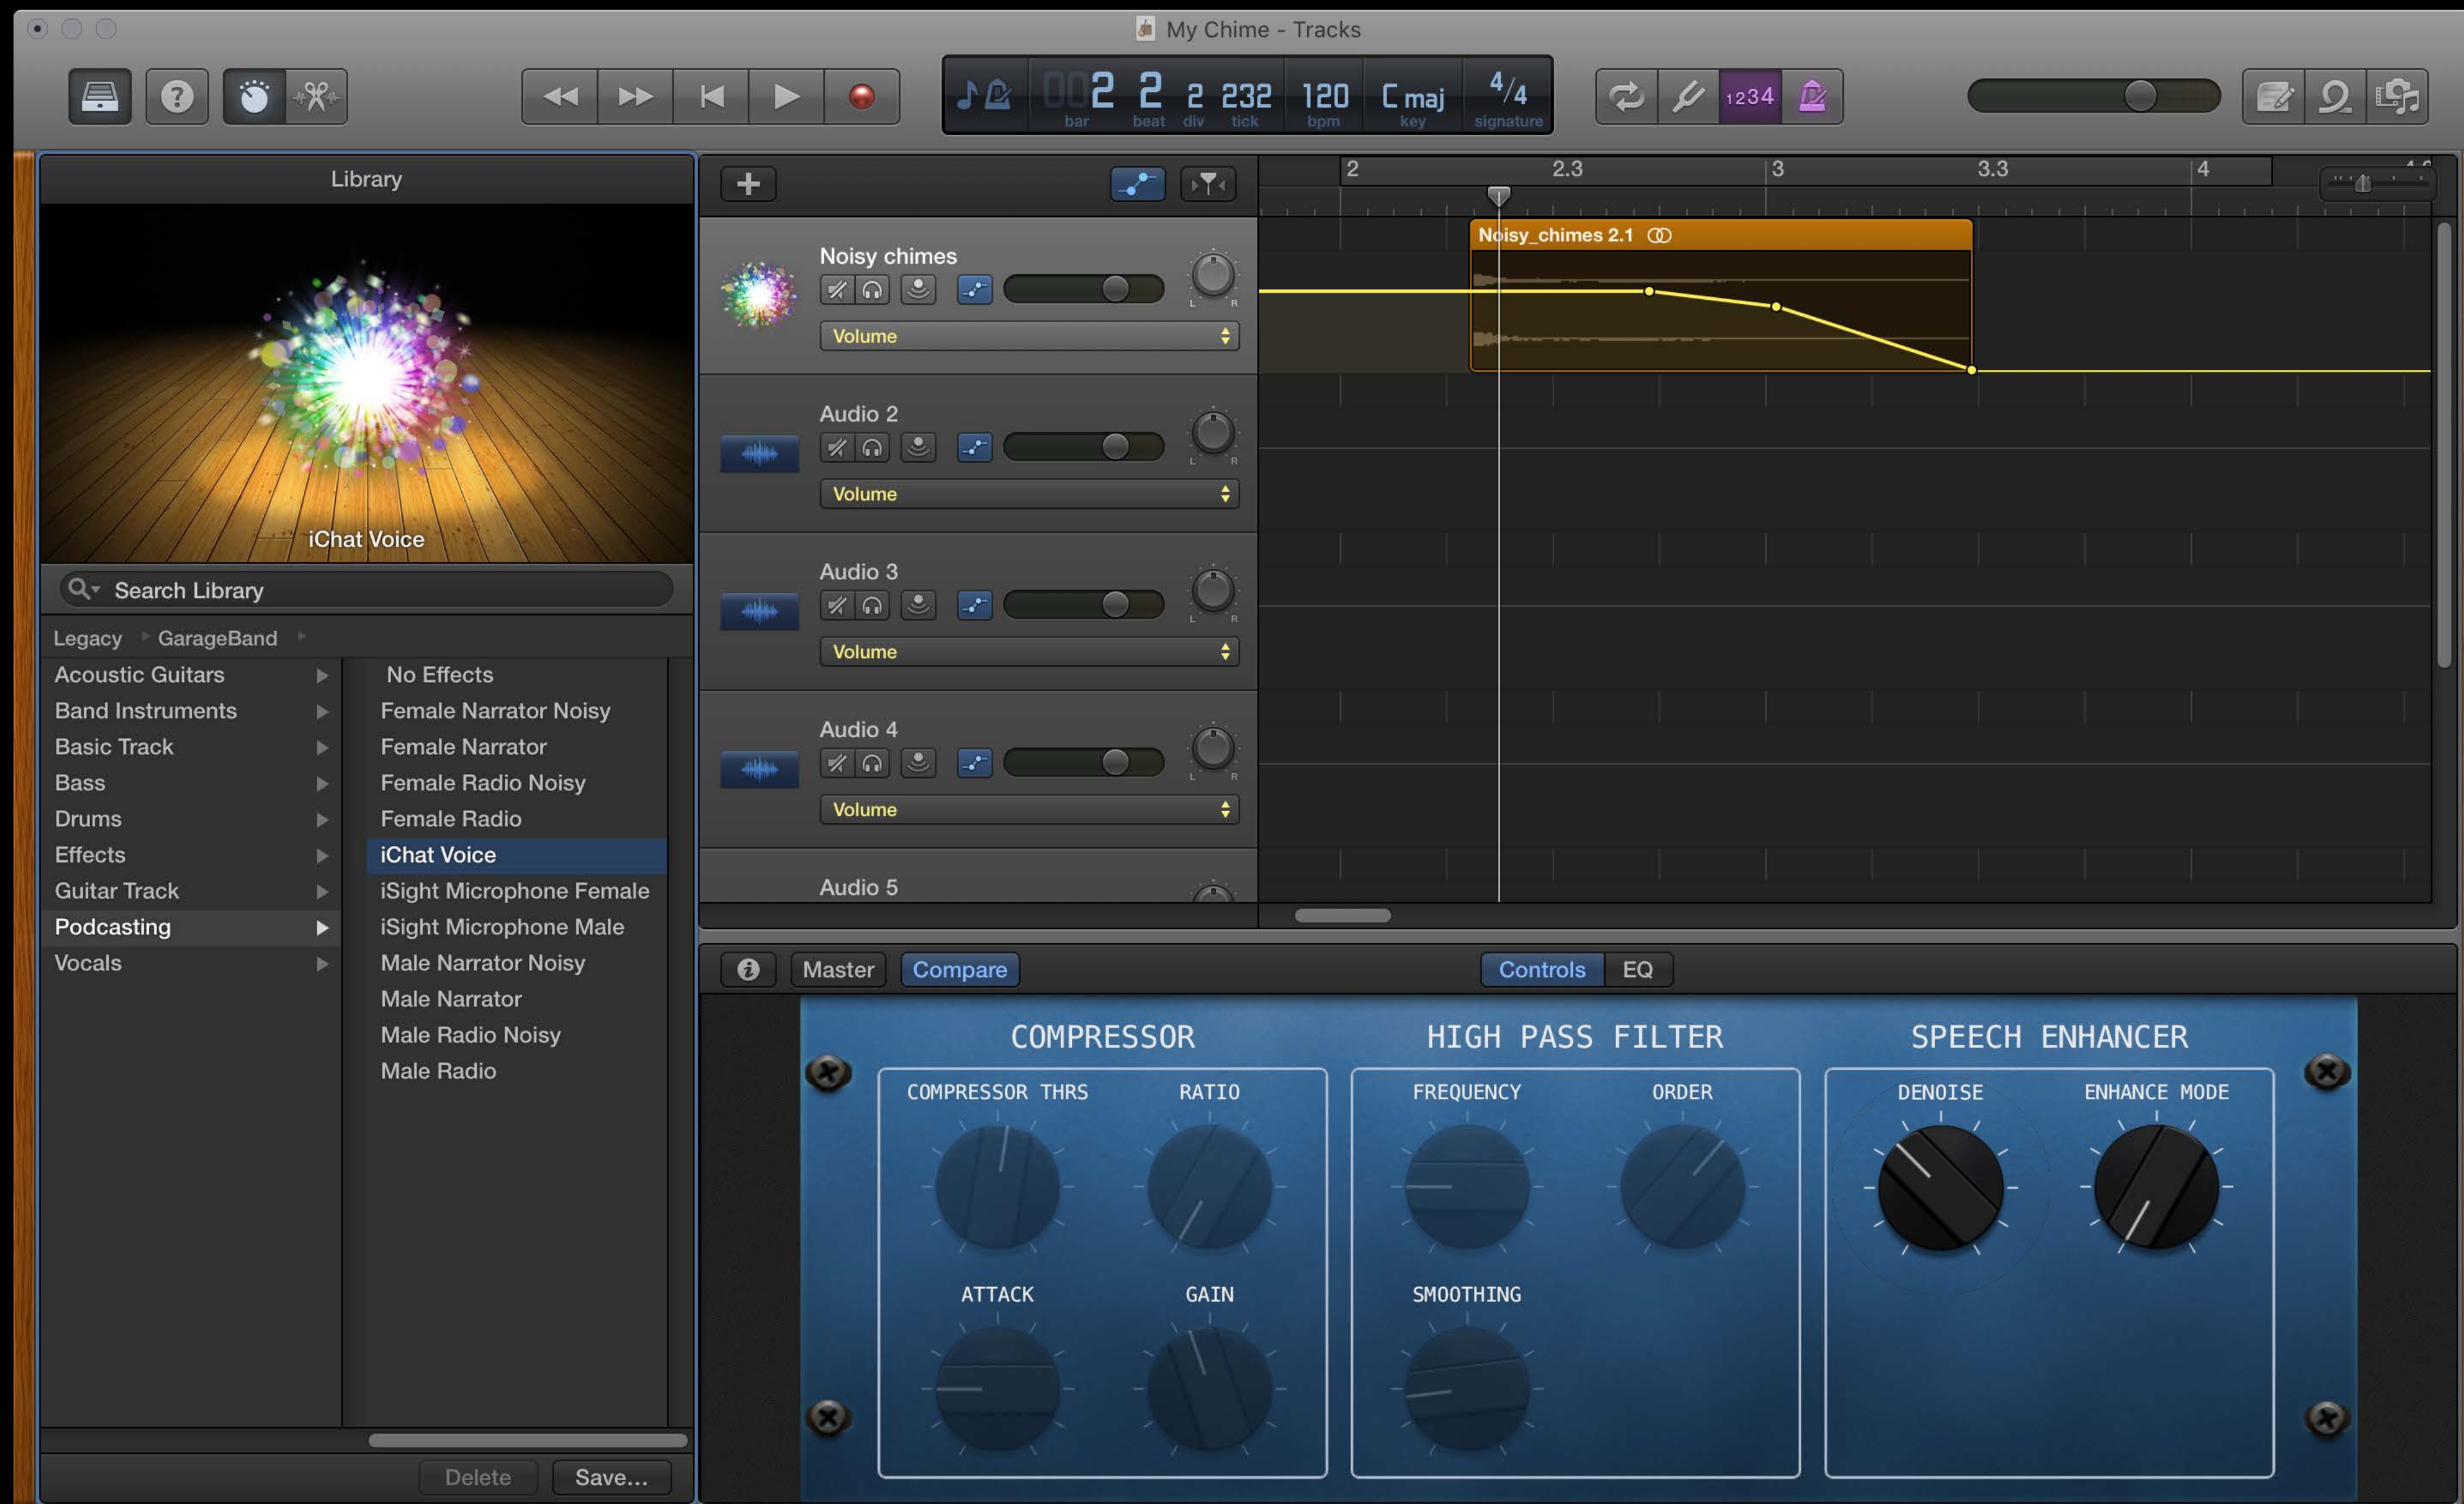 My Chime - Tracks
002 2 2 232 120 C maj 4/4
bar beat div tick bpm key signature
1234
Library
iChat Voice
Search Library
Legacy GarageBand
Acoustic Guitars
Band Instruments
Basic Track
Bass
Drums
Effects
Guitar Track
Podcasting
Vocals
No Effects
Female Narrator Noisy
Female Narrator
Female Radio Noisy
Female Radio
iChat Voice
iSight Microphone Female
iSight Microphone Male
Male Narrator Noisy
Male Narrator
Male Radio Noisy
Male Radio
Delete Save...
2 2.3 3 3.3 4
Noisy chimes
L R
Volume
Noisy_chimes 2.1
Audio 2
L R
Volume
Audio 3
L R
Volume
Audio 4
L R
Volume
Audio 5
Master Compare Controls EQ
COMPRESSOR
COMPRESSOR THRS RATIO
ATTACK GAIN
HIGH PASS FILTER
FREQUENCY ORDER
SMOOTHING
SPEECH ENHANCER
DENOISE ENHANCE MODE